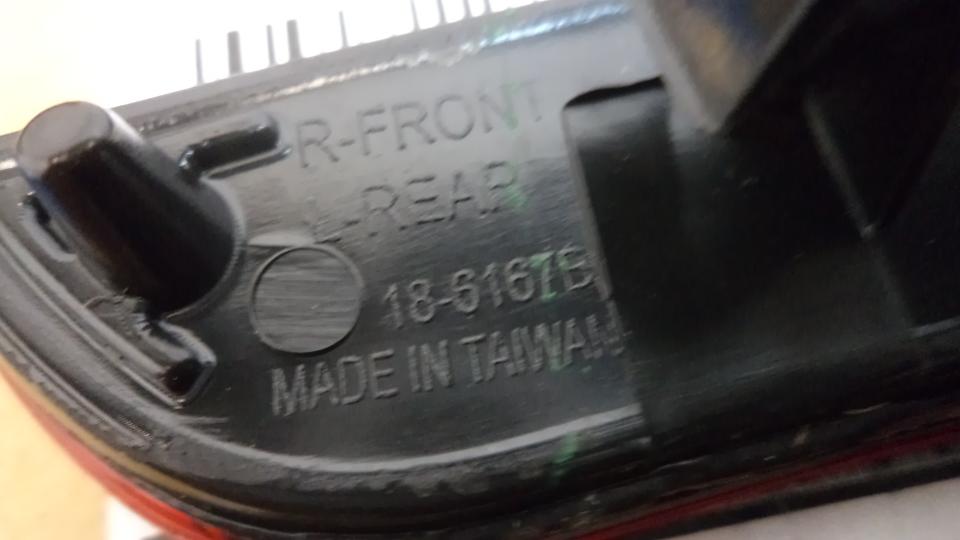 R-FRONT
L-REAR
18-6167B
MADE IN TAIWAN